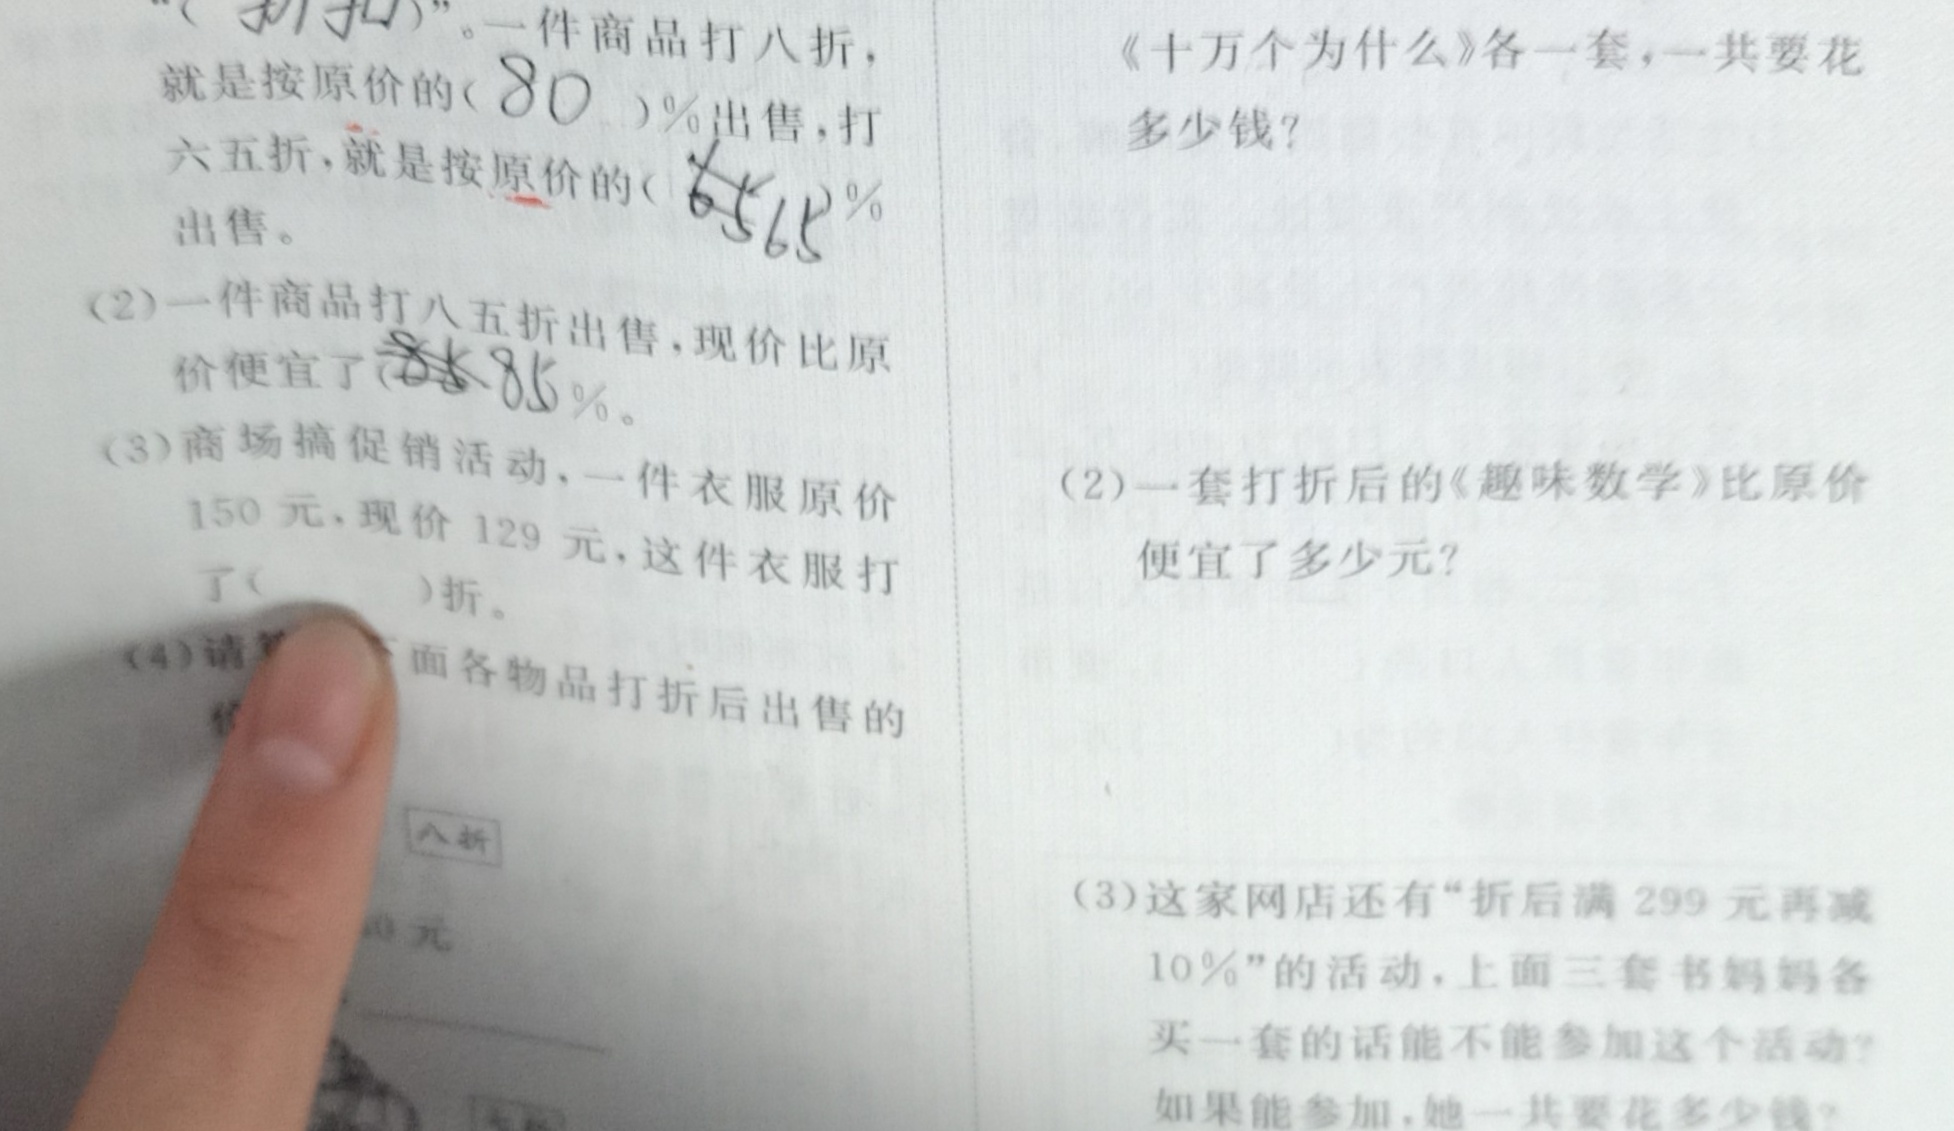 “(折扣)”。一件商品打八折，
就是按原价的(80)%出售，打
六五折，就是按原价的(65)%
出售。
(2)一件商品打八五折出售，现价比原
价便宜了(85%。
(3)商场搞促销活动，一件衣服原价
150元，现价129元，这件衣服打
了(    )折。
(4)请 面各物品打折后出售的
八折
0元
《十万个为什么》各一套，一共要花
多少钱?
(2)一套打折后的《趣味数学》比原价
便宜了多少元?
(3)这家网店还有“折后满299元再减
10%”的活动，上面三套书妈妈各
买一套的话能不能参加这个活动?
如果能参加，她一共要花多少钱?